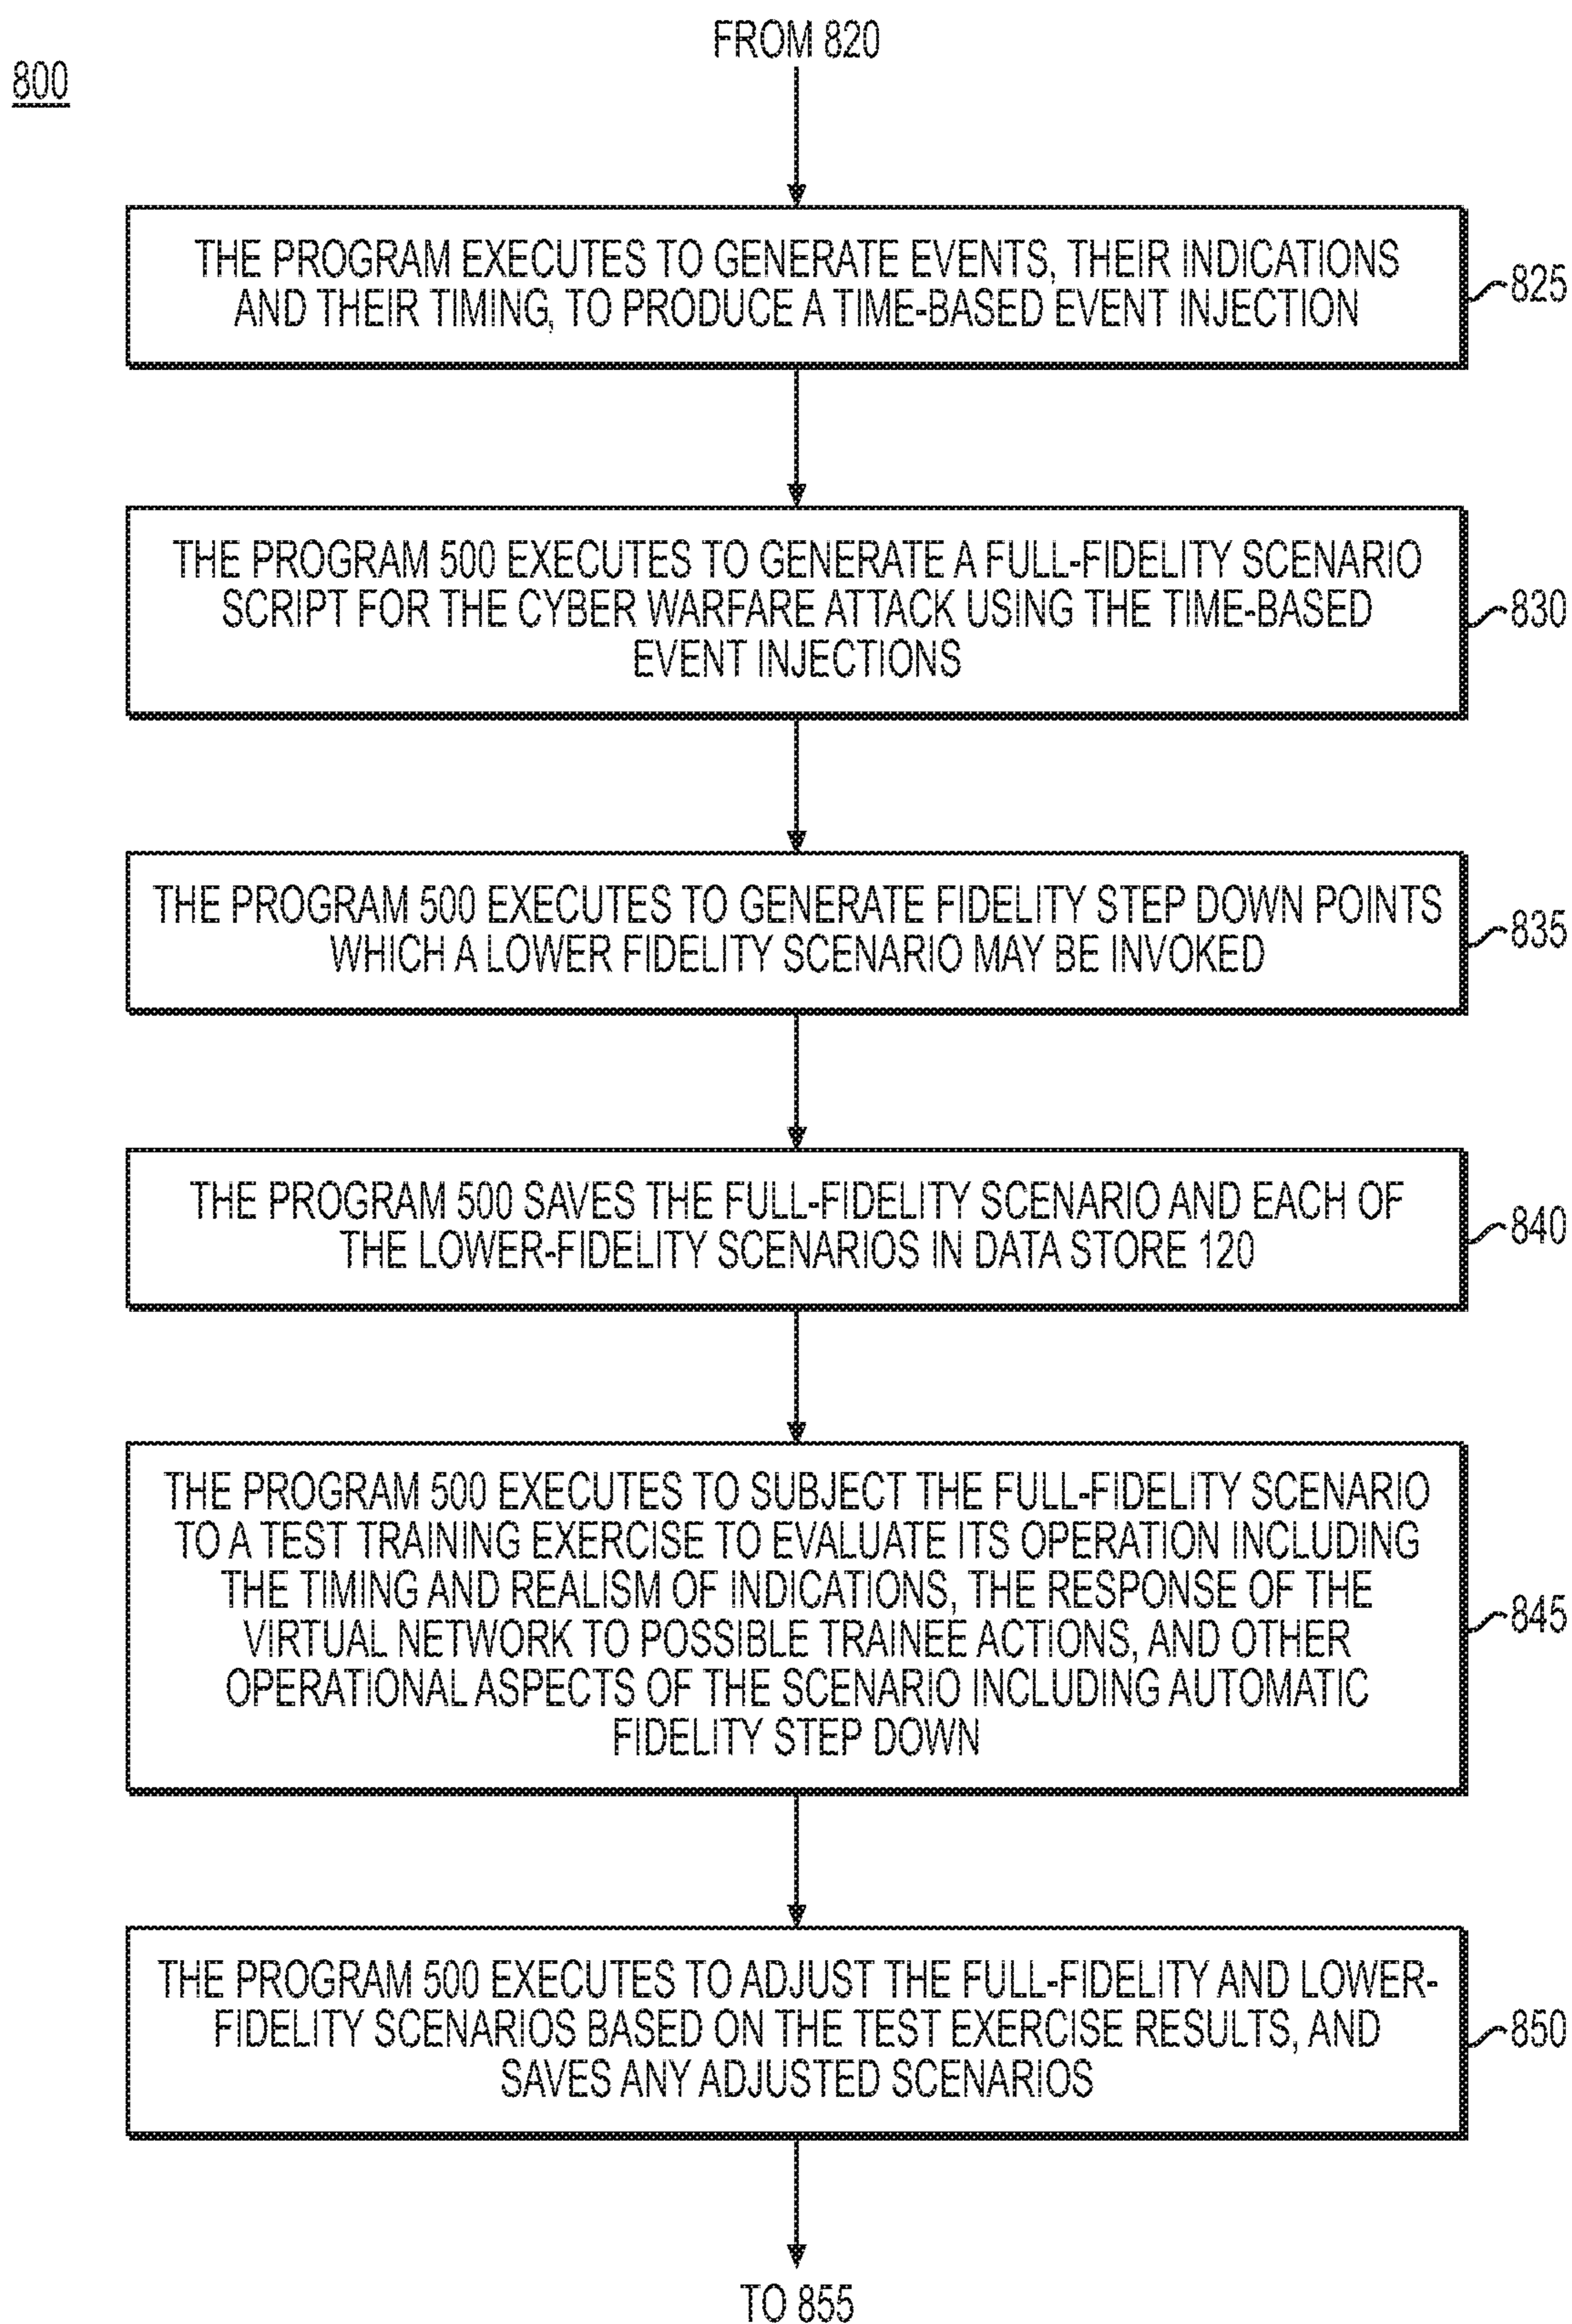 FROM 820
800
THE PROGRAM EXECUTES TO GENERATE EVENTS, THEIR INDICATIONS
AND THEIR TIMING, TO PRODUCE A TIME-BASED EVENT INJECTION
825
THE PROGRAM 500 EXECUTES TO GENERATE A FULL-FIDELITY SCENARIO
SCRIPT FOR THE CYBER WARFARE ATTACK USING THE TIME-BASED
EVENT INJECTIONS
830
THE PROGRAM 500 EXECUTES TO GENERATE FIDELITY STEP DOWN POINTS
WHICH A LOWER FIDELITY SCENARIO MAY BE INVOKED
835
THE PROGRAM 500 SAVES THE FULL-FIDELITY SCENARIO AND EACH OF
THE LOWER-FIDELITY SCENARIOS IN DATA STORE 120
840
THE PROGRAM 500 EXECUTES TO SUBJECT THE FULL-FIDELITY SCENARIO
TO A TEST TRAINING EXERCISE TO EVALUATE ITS OPERATION INCLUDING
THE TIMING AND REALISM OF INDICATIONS, THE RESPONSE OF THE
VIRTUAL NETWORK TO POSSIBLE TRAINEE ACTIONS, AND OTHER
OPERATIONAL ASPECTS OF THE SCENARIO INCLUDING AUTOMATIC
FIDELITY STEP DOWN
845
THE PROGRAM 500 EXECUTES TO ADJUST THE FULL-FIDELITY AND LOWER-
FIDELITY SCENARIOS BASED ON THE TEST EXERCISE RESULTS, AND
SAVES ANY ADJUSTED SCENARIOS
850
TO 855